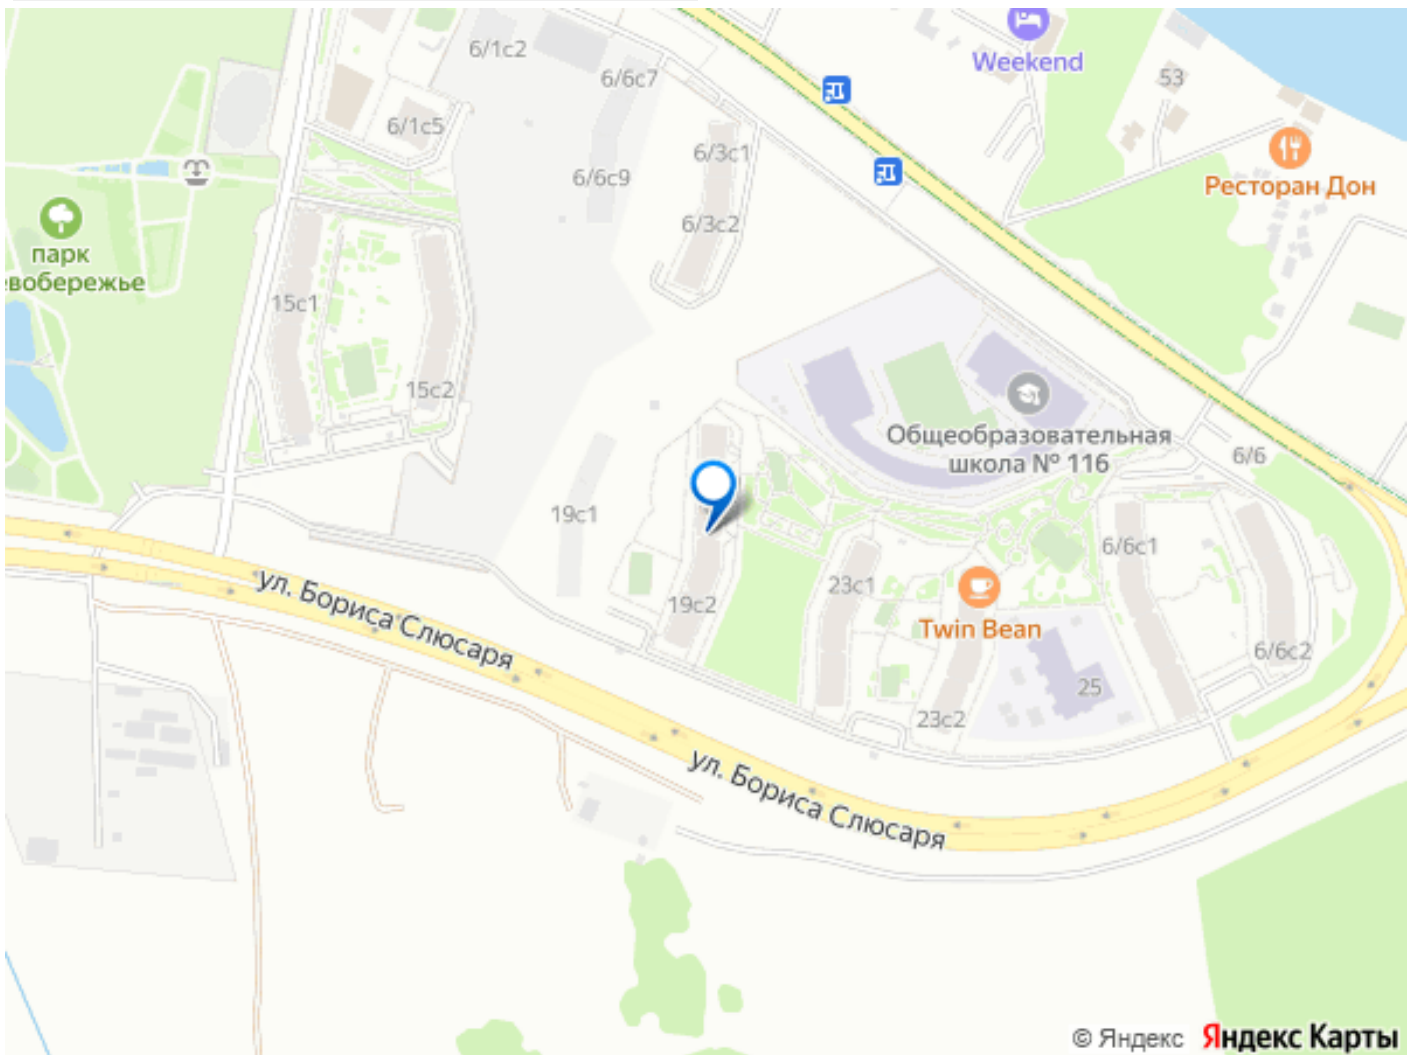 6/1с2
Weekend
6/6с7
53
6/1с5
6/3с1
6/6с9
Ресторан Дон
6/3с2
парк
евобережье
15с1
15с2
Общеобразовательная
школа № 116
6/6
19с1
6/6с1
ул. Бориса Слюсаря
19с2
23с1
Twin Bean
6/6с2
25
23с2
ул. Бориса Слюсаря
© Яндекс Яндекс Карты